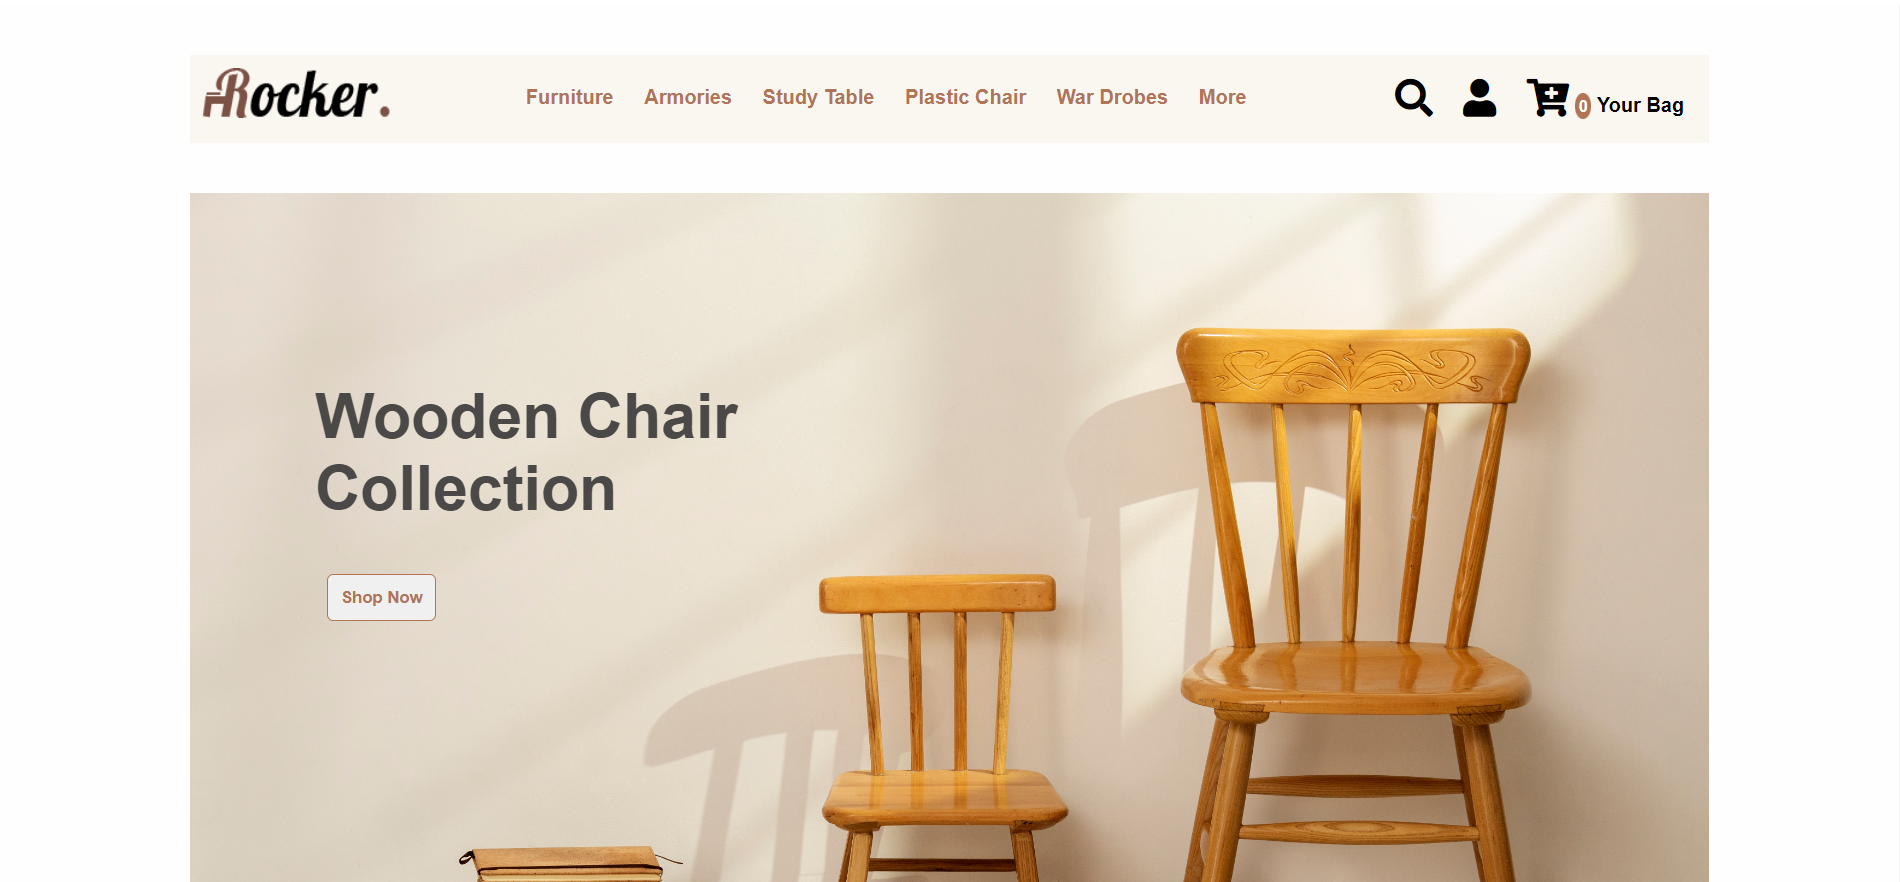 Rocker.
Furniture Armories Study Table Plastic Chair War Drobes More
0 Your Bag
Wooden Chair
Collection
Shop Now